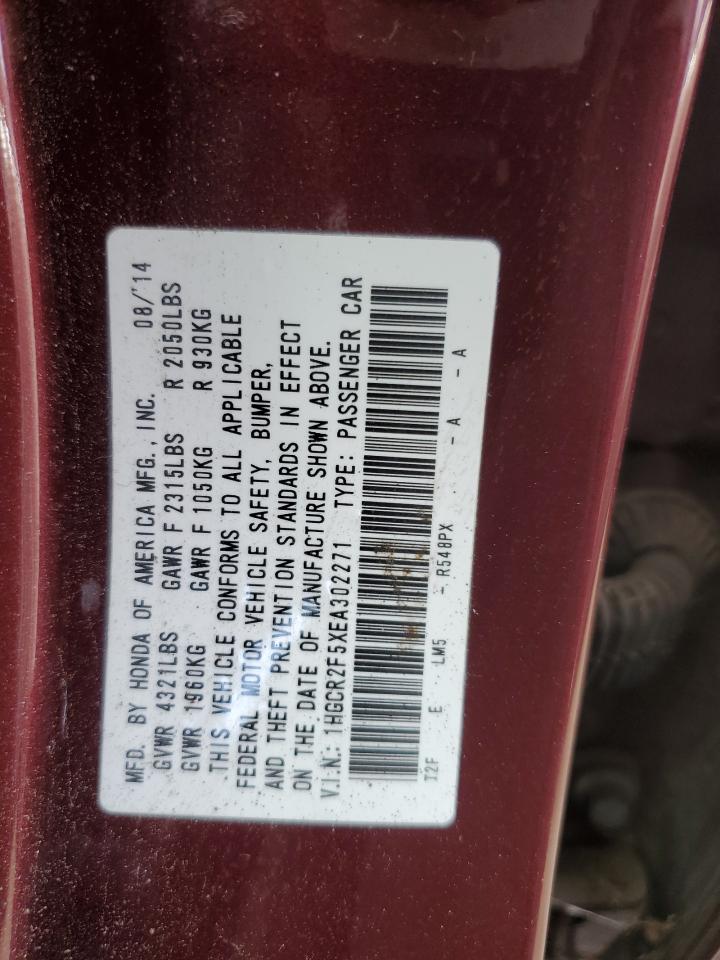 MFD. BY HONDA OF AMERICA MFG., INC. 08/'14
GVWR 4321LBS GAWR F 2315LBS R 2050LBS
GVWR 1960KG GAWR F 1050KG R 930KG
THIS VEHICLE CONFORMS TO ALL APPLICABLE
FEDERAL MOTOR VEHICLE SAFETY, BUMPER,
AND THEFT PREVENTION STANDARDS IN EFFECT
ON THE DATE OF MANUFACTURE SHOWN ABOVE.
V.I.N.: 1HGCR2F5XEA302271 TYPE: PASSENGER CAR
I2F E LM5 - R548PX - A - A